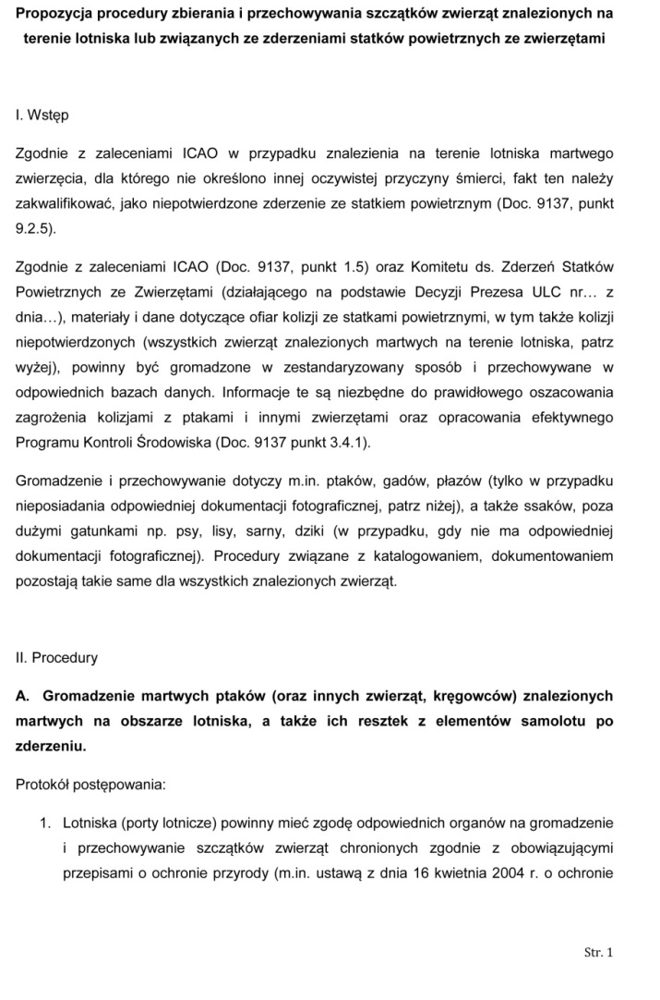 Propozycja procedury zbierania i przechowywania szczątków zwierząt znalezionych na
terenie lotniska lub związanych ze zderzeniami statków powietrznych ze zwierzętami
I. Wstęp
Zgodnie z zaleceniami ICAO w przypadku znalezienia na terenie lotniska martwego
zwierzęcia, dla którego nie określono innej oczywistej przyczyny śmierci, fakt ten należy
zakwalifikować, jako niepotwierdzone zderzenie ze statkiem powietrznym (Doc. 9137, punkt
9.2.5).
Zgodnie z zaleceniami ICAO (Doc. 9137, punkt 1.5) oraz Komitetu ds. Zderzeń Statków
Powietrznych ze Zwierzętami (działającego na podstawie Decyzji Prezesa ULC nr... z
dnia...), materiały i dane dotyczące ofiar kolizji ze statkami powietrznymi, w tym także kolizji
niepotwierdzonych (wszystkich zwierząt znalezionych martwych na terenie lotniska, patrz
wyżej), powinny być gromadzone w zestandaryzowany sposób i przechowywane w
odpowiednich bazach danych. Informacje te są niezbędne do prawidłowego oszacowania
zagrożenia kolizjami z ptakami i innymi zwierzętami oraz opracowania efektywnego
Programu Kontroli Środowiska (Doc. 9137 punkt 3.4.1).
Gromadzenie i przechowywanie dotyczy m.in. ptaków, gadów, płazów (tylko w przypadku
nieposiadania odpowiedniej dokumentacji fotograficznej, patrz niżej), a także ssaków, poza
dużymi gatunkami np. psy, lisy, sarny, dziki (w przypadku, gdy nie ma odpowiedniej
dokumentacji fotograficznej). Procedury związane z katalogowaniem, dokumentowaniem
pozostają takie same dla wszystkich znalezionych zwierząt.
II. Procedury
A. Gromadzenie martwych ptaków (oraz innych zwierząt, kręgowców) znalezionych
martwych na obszarze lotniska, a także ich resztek z elementów samolotu po
zderzeniu.
Protokół postępowania:
1. Lotniska (porty lotnicze) powinny mieć zgodę odpowiednich organów na gromadzenie
i przechowywanie szczątków zwierząt chronionych zgodnie z obowiązującymi
przepisami o ochronie przyrody (m.in. ustawą z dnia 16 kwietnia 2004 r. o ochronie
Str. 1